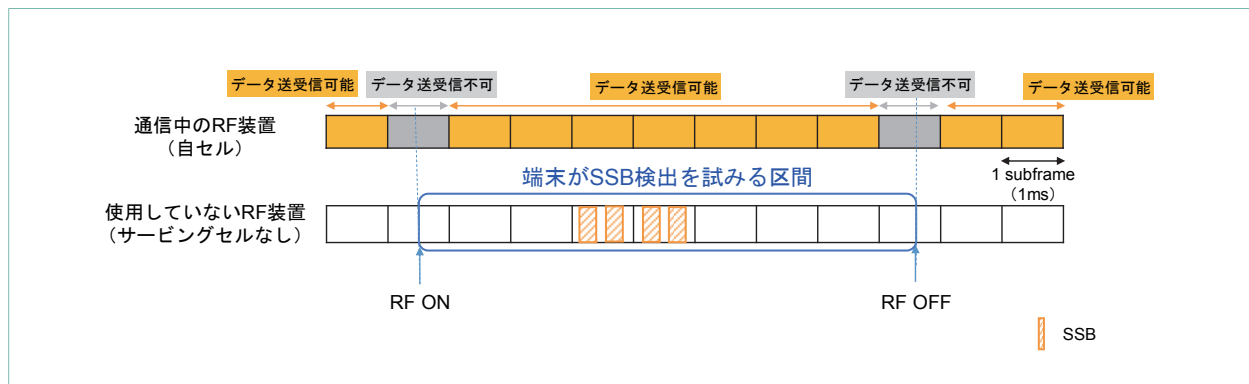 データ送受信可能
データ送受信不可
データ送受信可能
データ送受信不可
データ送受信可能
通信中のRF装置
（自セル）
1 subframe
（1ms）
端末がSSB検出を試みる区間
使用していないRF装置
（サービングセルなし）
RF ON
RF OFF
SSB